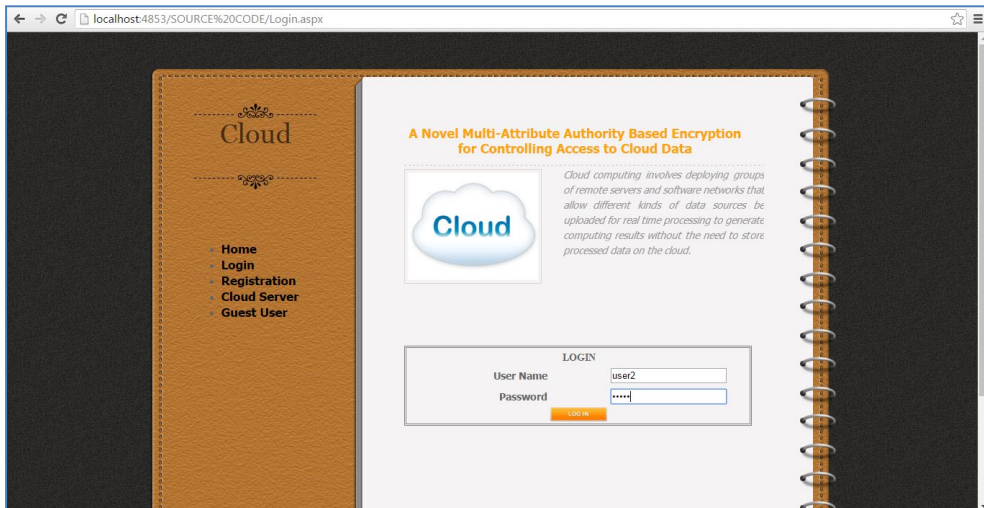 localhost:4853/SOURCE%20CODE/Login.aspx
Cloud
Home
Login
Registration
Cloud Server
Guest User
A Novel Multi-Attribute Authority Based Encryption
for Controlling Access to Cloud Data
Cloud
Cloud computing involves deploying groups
of remote servers and software networks that
allow different kinds of data sources be
uploaded for real time processing to generate
computing results without the need to store
processed data on the cloud.
LOGIN
User Name user2
Password •••••
LOG IN